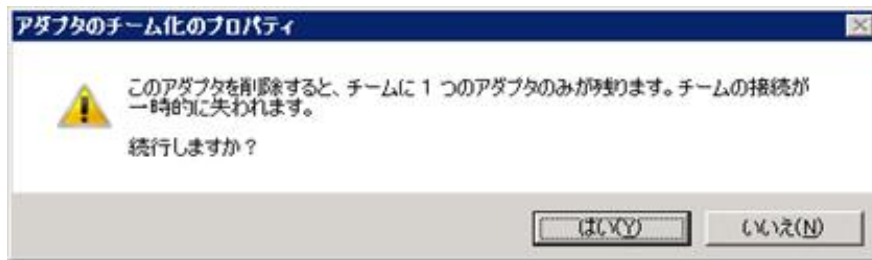 アダプタのチーム化のプロパティ
このアダプタを削除すると、チームに 1 つのアダプタのみが残ります。チームの接続が
一時的に失われます。
続行しますか？
はい(Y)
いいえ(N)